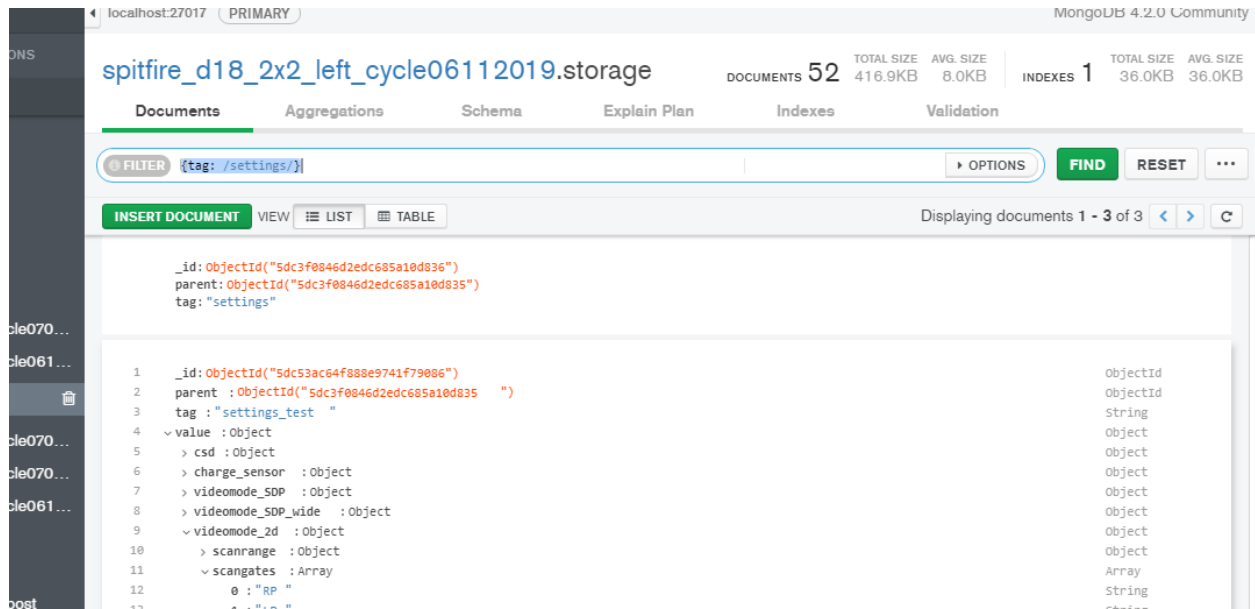 localhost:27017 PRIMARY MongoDB 4.2.0 Community
ONS
spitfire_d18_2x2_left_cycle06112019.storage DOCUMENTS 52 TOTAL SIZE 416.9KB AVG. SIZE 8.0KB INDEXES 1 TOTAL SIZE 36.0KB AVG. SIZE 36.0KB
Documents Aggregations Schema Explain Plan Indexes Validation
FILTER {tag: /settings/} OPTIONS FIND RESET ...
INSERT DOCUMENT VIEW LIST TABLE Displaying documents 1 - 3 of 3
_id: ObjectId("5dc3f0846d2edc685a10d836")
parent: ObjectId("5dc3f0846d2edc685a10d835")
tag: "settings"
cle070...
cle061...
cle070...
cle070...
cle061...
oost
1 _id: ObjectId("5dc53ac64f888e9741f79086") ObjectId
2 parent : ObjectId("5dc3f0846d2edc685a10d835 ") ObjectId
3 tag : "settings_test " String
4 value : Object Object
5 csd : Object Object
6 charge_sensor : Object Object
7 videomode_SDP : Object Object
8 videomode_SDP_wide : Object Object
9 videomode_2d : Object Object
10 scanrange : Object Object
11 scangates : Array Array
12 0 : "RP " String